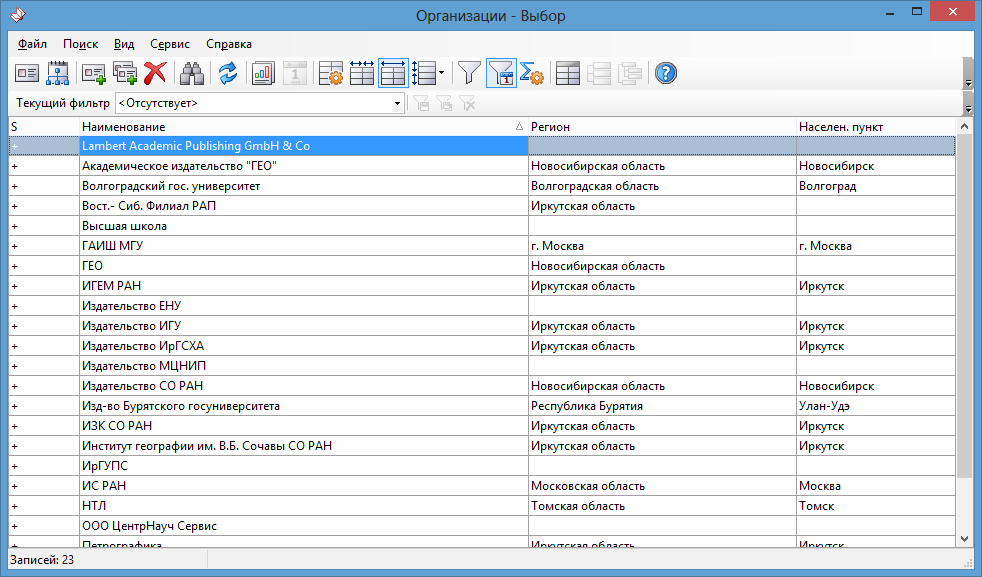 Организации - Выбор
Файл Поиск Вид Сервис Справка
1 1
Текущий фильтр <Отсутствует>
S Наименование Регион Населен. пункт
+ Lambert Academic Publishing GmbH & Co
+ Академическое издательство "ГЕО" Новосибирская область Новосибирск
+ Волгоградский гос. университет Волгоградская область Волгоград
+ Вост.- Сиб. Филиал РАП Иркутская область
+ Высшая школа
+ ГАИШ МГУ г. Москва г. Москва
+ ГЕО Новосибирская область
+ ИГЕМ РАН Иркутская область Иркутск
+ Издательство ЕНУ
+ Издательство ИГУ Иркутская область Иркутск
+ Издательство ИрГСХА Иркутская область Иркутск
+ Издательство МЦНИП
+ Издательство СО РАН Новосибирская область Новосибирск
+ Изд-во Бурятского госуниверситета Республика Бурятия Улан-Удэ
+ ИЗК СО РАН Иркутская область Иркутск
+ Институт географии им. В.Б. Сочавы СО РАН Иркутская область Иркутск
+ ИрГУПС
+ ИС РАН Московская область Москва
+ НТЛ Томская область Томск
+ ООО ЦентрНауч Сервис
+ Петрографика Иркутская область Иркутск
Записей: 23